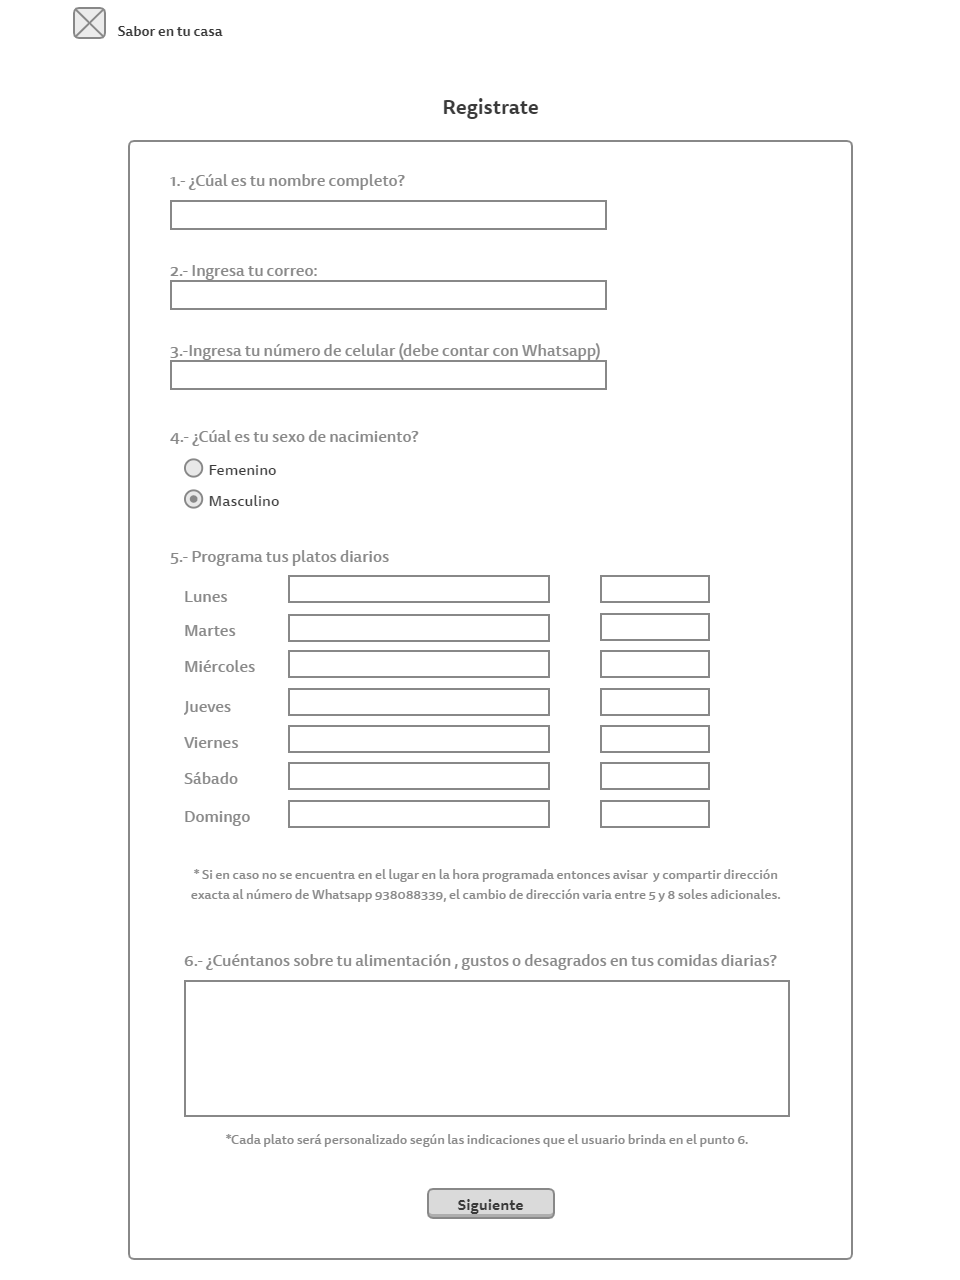 Sabor en tu casa
Registrate
1.- ¿Cúal es tu nombre completo?
2.- Ingresa tu correo:
3.-Ingresa tu número de celular (debe contar con Whatsapp)
4.- ¿Cúal es tu sexo de nacimiento?
Femenino
Masculino
5.- Programa tus platos diarios
Lunes
Martes
Miércoles
Jueves
Viernes
Sábado
Domingo
* Si en caso no se encuentra en el lugar en la hora programada entonces avisar y compartir dirección
exacta al número de Whatsapp 938088339, el cambio de dirección varia entre 5 y 8 soles adicionales.
6.- ¿Cuéntanos sobre tu alimentación , gustos o desagrados en tus comidas diarias?
*Cada plato será personalizado según las indicaciones que el usuario brinda en el punto 6.
Siguiente